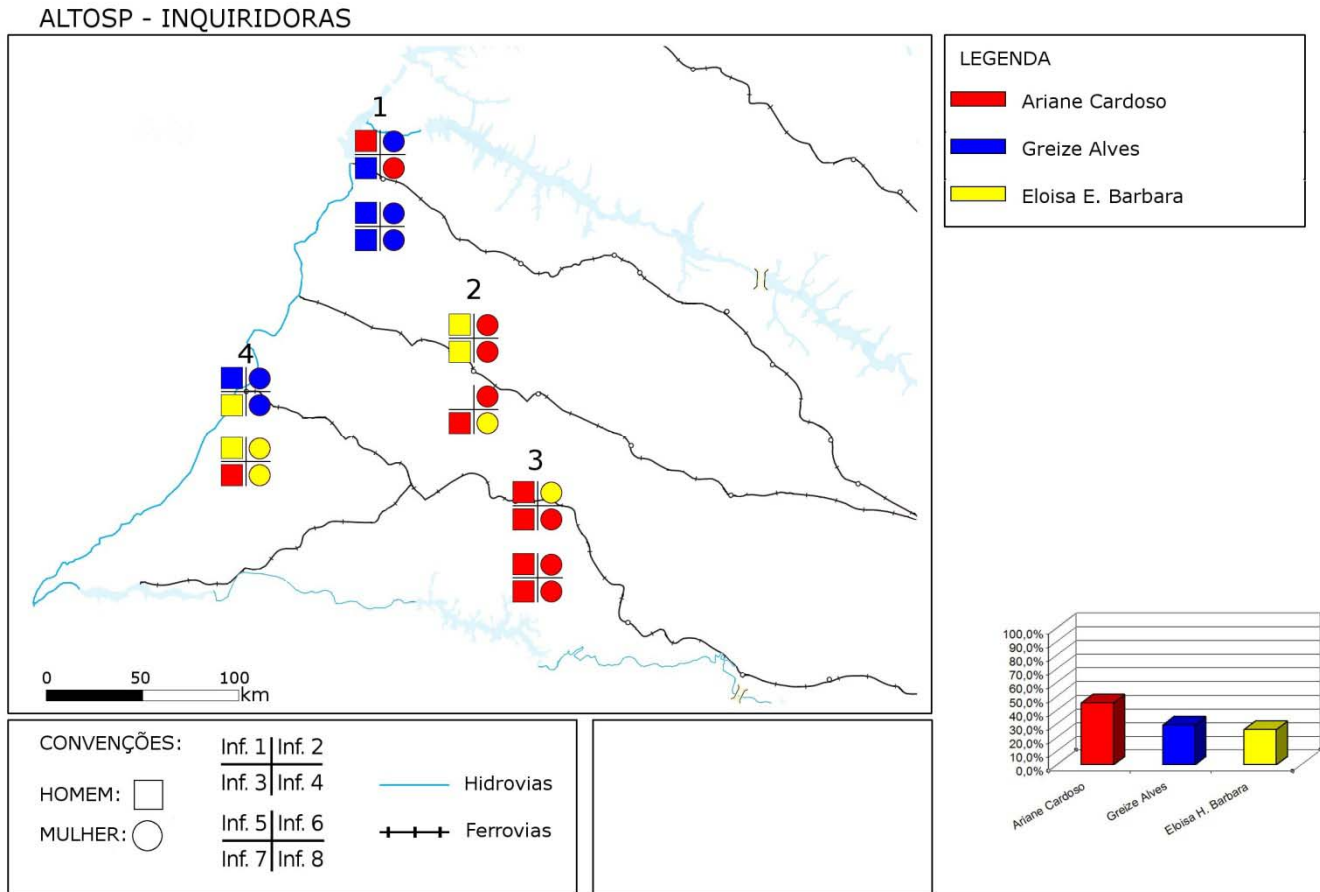 ALTOSP - INQUIRIDORAS
1
2
4
3
0 50 100
km
LEGENDA
Ariane Cardoso
Greize Alves
Eloisa E. Barbara
CONVENÇÕES:
HOMEM:
MULHER:
Inf. 1 Inf. 2
Inf. 3 Inf. 4
Inf. 5 Inf. 6
Inf. 7 Inf. 8
Hidrovias
Ferrovias
100,0%
90,0%
80,0%
70,0%
60,0%
50,0%
40,0%
30,0%
20,0%
10,0%
0,0%
Ariane Cardoso
Greize Alves
Eloisa H. Barbara